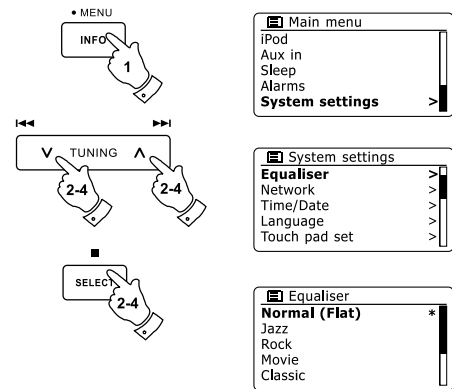 • MENU
INFO
1
TUNING
2-4
2-4
SELECT
2-4
Main menu
iPod
Aux in
Sleep
Alarms
System settings >
System settings
Equaliser >
Network >
Time/Date >
Language >
Touch pad set >
Equaliser
Normal (Flat) *
Jazz
Rock
Movie
Classic